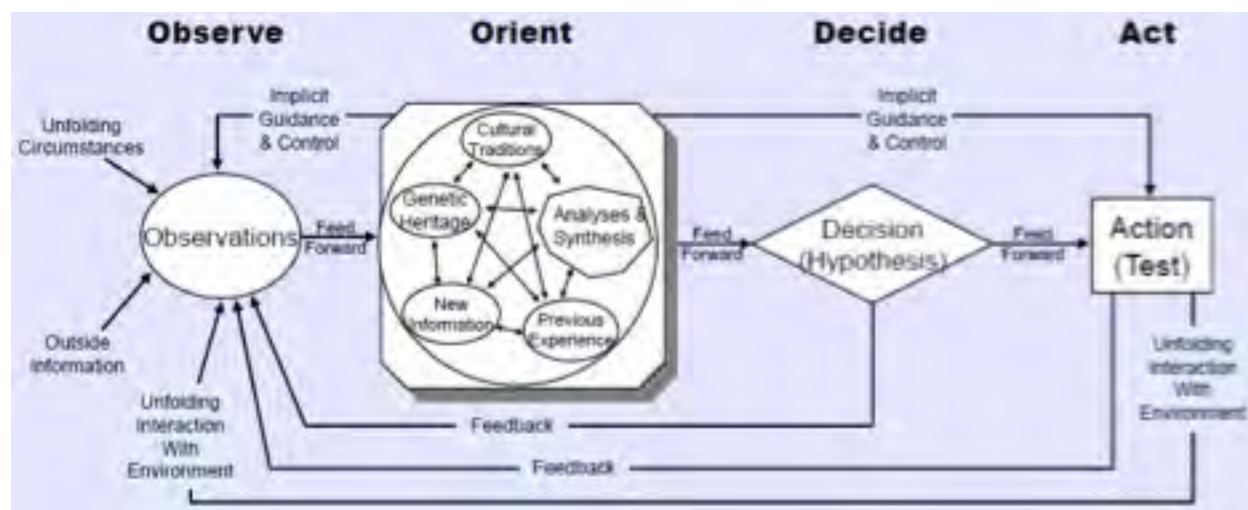 Observe
Orient
Decide
Act
Implicit
Guidance
& Control
Implicit
Guidance
& Control
Unfolding
Circumstances
Cultural
Traditions
Genetic
Heritage
Analyses &
Synthesis
New
Information
Previous
Experience
Observations
Feed
Forward
Feed
Forward
Decision
(Hypothesis)
Feed
Forward
Action
(Test)
Outside
Information
Unfolding
Interaction
With
Environment
Unfolding
Interaction
With
Environment
Feedback
Feedback